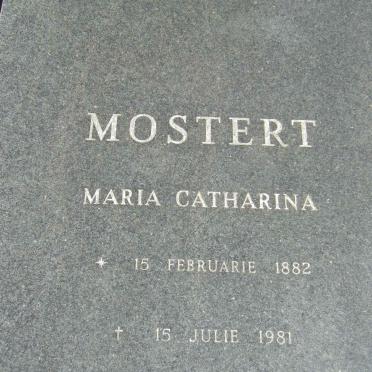 MOSTERT
MARIA CATHARINA
✦ 15 FEBRUARIE 1882
† 15 JULIE 1981